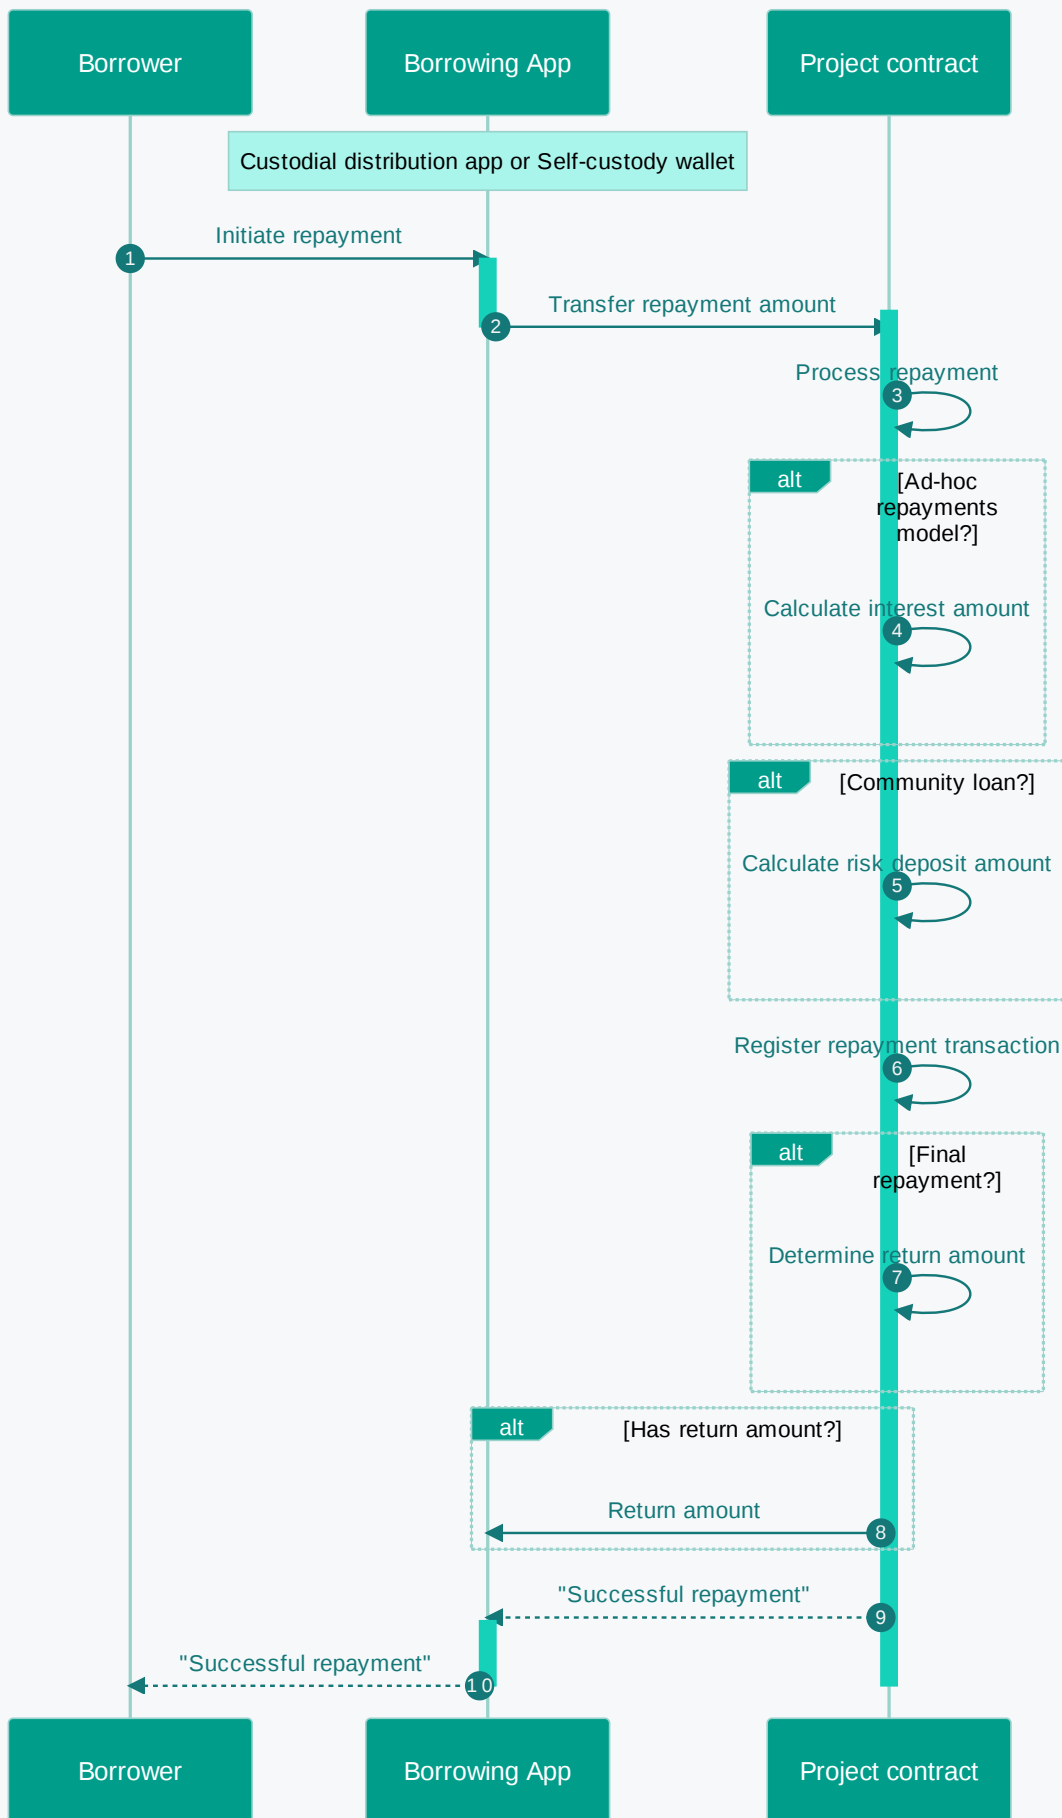 Borrower
Borrowing App
Project contract
Custodial distribution app or Self-custody wallet
Initiate repayment
1
Transfer repayment amount
2
Process repayment
3
alt
[Ad-hoc
repayments
model?]
Calculate interest amount
4
alt
[Community loan?]
Calculate risk deposit amount
5
Register repayment transaction
6
alt
[Final
repayment?]
Determine return amount
7
alt
[Has return amount?]
Return amount
8
"Successful repayment"
9
"Successful repayment"
10
Borrower
Borrowing App
Project contract